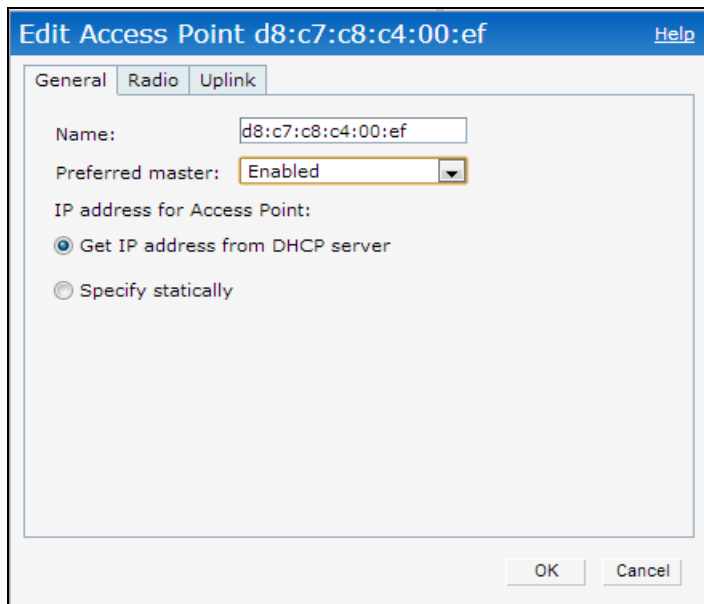 Edit Access Point d8:c7:c8:c4:00:ef Help
General Radio Uplink
Name: d8:c7:c8:c4:00:ef
Preferred master: Enabled
IP address for Access Point:
Get IP address from DHCP server
Specify statically
OK Cancel